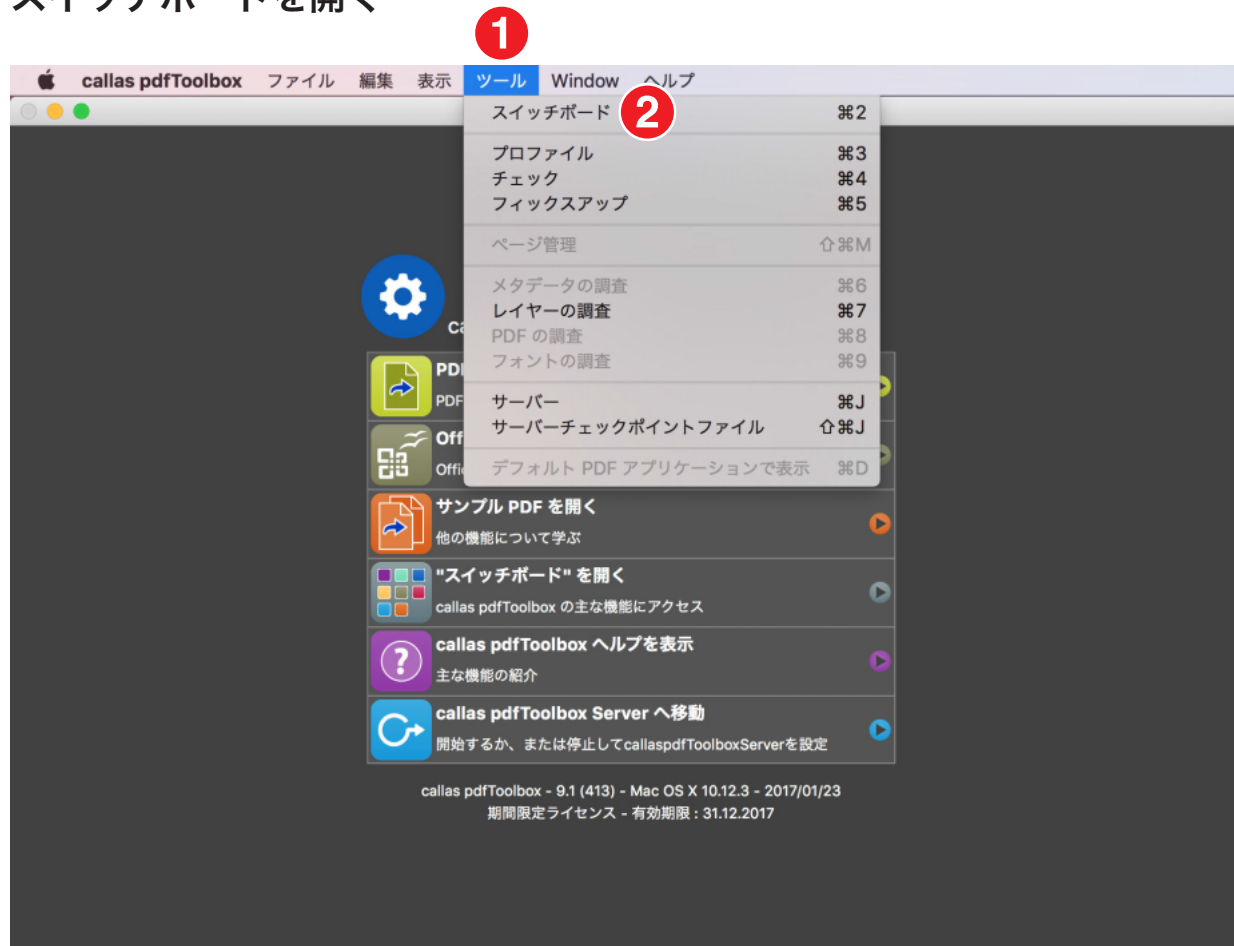 スイッチボードを開く
1
callas pdfToolbox ファイル 編集 表示 ツール Window ヘルプ
スイッチボード 2 ⌘2
プロファイル ⌘3
チェック ⌘4
フィックスアップ ⌘5
ページ管理 ⇧⌘M
メタデータの調査 ⌘6
レイヤーの調査 ⌘7
PDF の調査 ⌘8
フォントの調査 ⌘9
サーバー ⌘J
サーバーチェックポイントファイル ⇧⌘J
デフォルト PDF アプリケーションで表示 ⌘D
ca
PD
PDF
Off
Offi
サンプル PDF を開く
他の機能について学ぶ
"スイッチボード" を開く
callas pdfToolbox の主な機能にアクセス
callas pdfToolbox ヘルプを表示
主な機能の紹介
callas pdfToolbox Server へ移動
開始するか、または停止してcallaspdfToolboxServerを設定
callas pdfToolbox - 9.1 (413) - Mac OS X 10.12.3 - 2017/01/23
期間限定ライセンス - 有効期限 : 31.12.2017